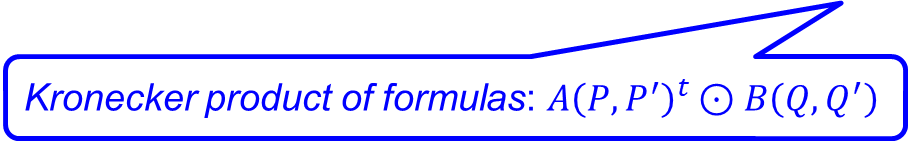 Kronecker product of formulas: A(P, P′)ᵗ ⊙ B(Q, Q′)